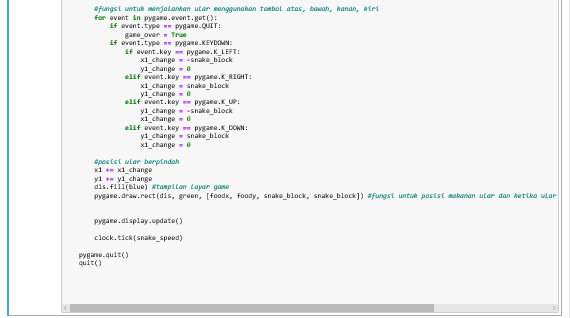 #fungsi untuk menjalankan ular menggunakan tombol atas, bawah, kanan, kiri
for event in pygame.event.get():
if event.type == pygame.QUIT:
game_over = True
if event.type == pygame.KEYDOWN:
if event.key == pygame.K_LEFT:
x1_change = -snake_block
y1_change = 0
elif event.key == pygame.K_RIGHT:
x1_change = snake_block
y1_change = 0
elif event.key == pygame.K_UP:
y1_change = -snake_block
x1_change = 0
elif event.key == pygame.K_DOWN:
y1_change = snake_block
x1_change = 0
#posisi ular berpindah
x1 += x1_change
y1 += y1_change
dis.fill(blue) #tampilan layar game
pygame.draw.rect(dis, green, [foodx, foody, snake_block, snake_block]) #fungsi untuk posisi makanan ular dan ketika ular
pygame.display.update()
clock.tick(snake_speed)
pygame.quit()
quit()